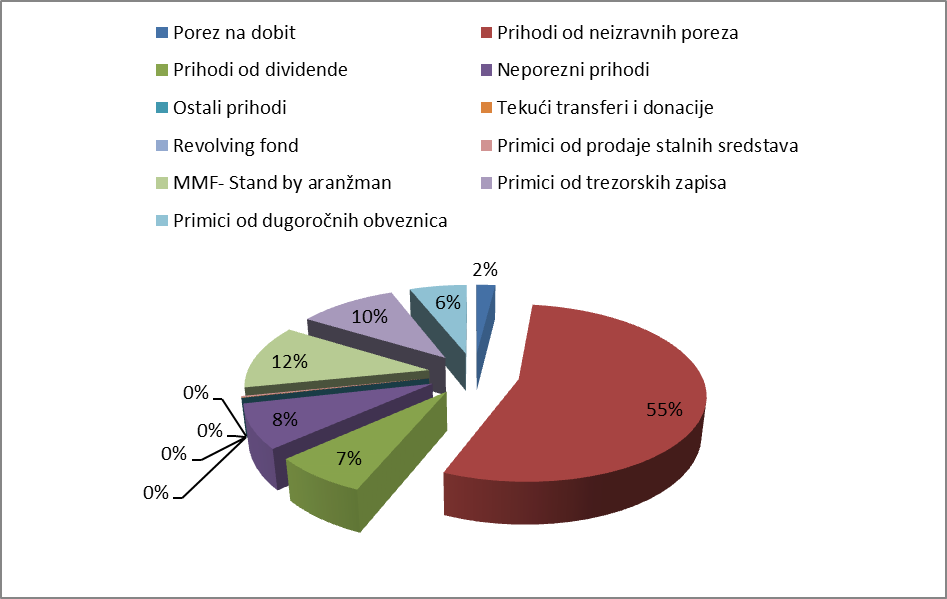 Porez na dobit
Prihodi od neizravnih poreza
Prihodi od dividende
Neporezni prihodi
Ostali prihodi
Tekući transferi i donacije
Revolving fond
Primici od prodaje stalnih sredstava
MMF- Stand by aranžman
Primici od trezorskih zapisa
Primici od dugoročnih obveznica
2%
55%
7%
8%
0%
0%
0%
0%
12%
10%
6%